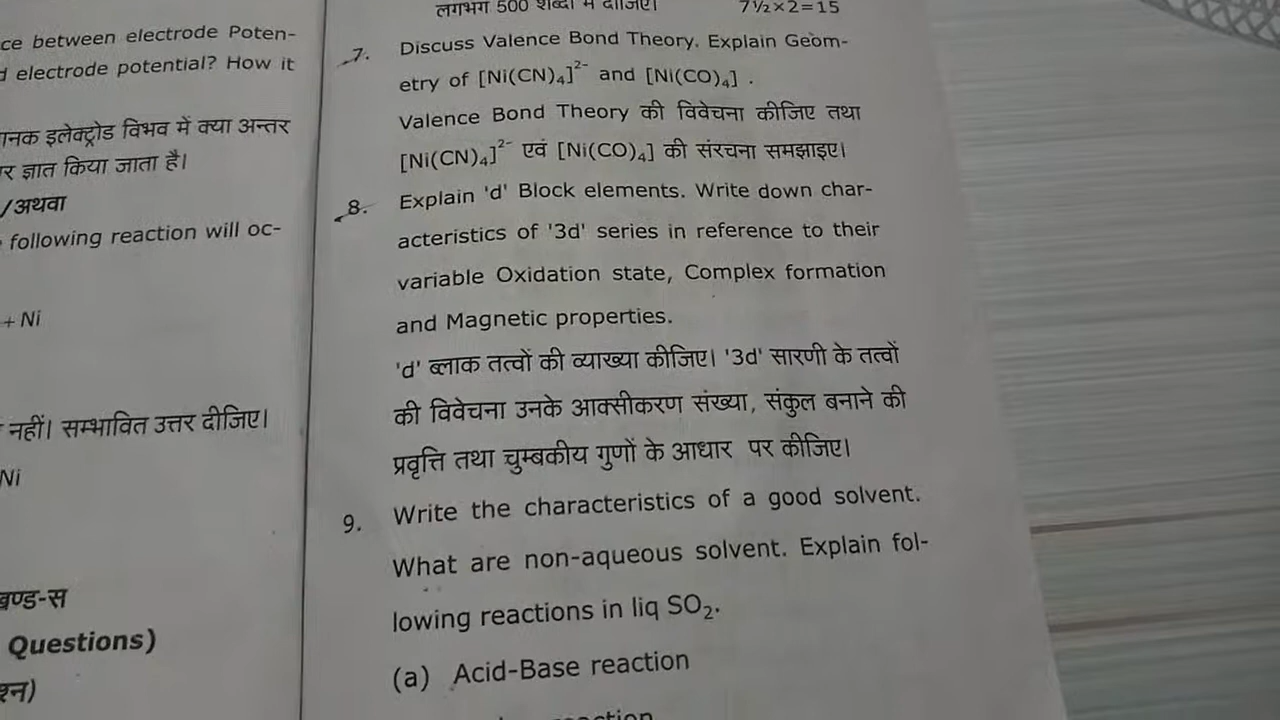 ce between electrode Poten-
d electrode potential? How it
नक इलेक्ट्रोड विभव में क्या अन्तर
र ज्ञात किया जाता है।
/अथवा
following reaction will oc-
+ Ni
नहीं। सम्भावित उत्तर दीजिए।
Ni
खण्ड-स
Questions)
लगभग 500 शब्दों में दीजिए। 7½×2=15
7. Discuss Valence Bond Theory. Explain Geom-
etry of [Ni(CN)₄]²⁻ and [Ni(CO)₄] .
Valence Bond Theory की विवेचना कीजिए तथा
[Ni(CN)₄]²⁻ एवं [Ni(CO)₄] की संरचना समझाइए।
8. Explain 'd' Block elements. Write down char-
acteristics of '3d' series in reference to their
variable Oxidation state, Complex formation
and Magnetic properties.
'd' ब्लाक तत्वों की व्याख्या कीजिए। '3d' सारणी के तत्वों
की विवेचना उनके आक्सीकरण संख्या, संकुल बनाने की
प्रवृत्ति तथा चुम्बकीय गुणों के आधार पर कीजिए।
9. Write the characteristics of a good solvent.
What are non-aqueous solvent. Explain fol-
lowing reactions in liq SO₂.
(a) Acid-Base reaction